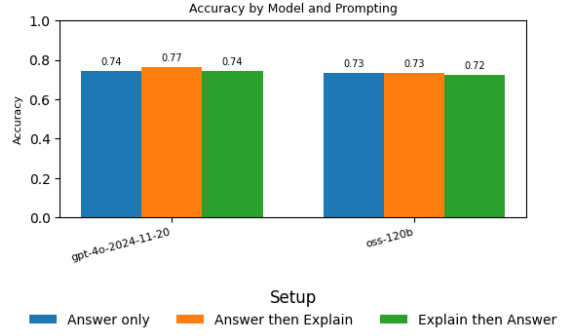 Accuracy by Model and Prompting
1.0
0.8
0.6
0.4
0.2
0.0
Accuracy
0.74
0.77
0.74
0.73
0.73
0.72
gpt-4o-2024-11-20
oss-120b
Setup
Answer only
Answer then Explain
Explain then Answer